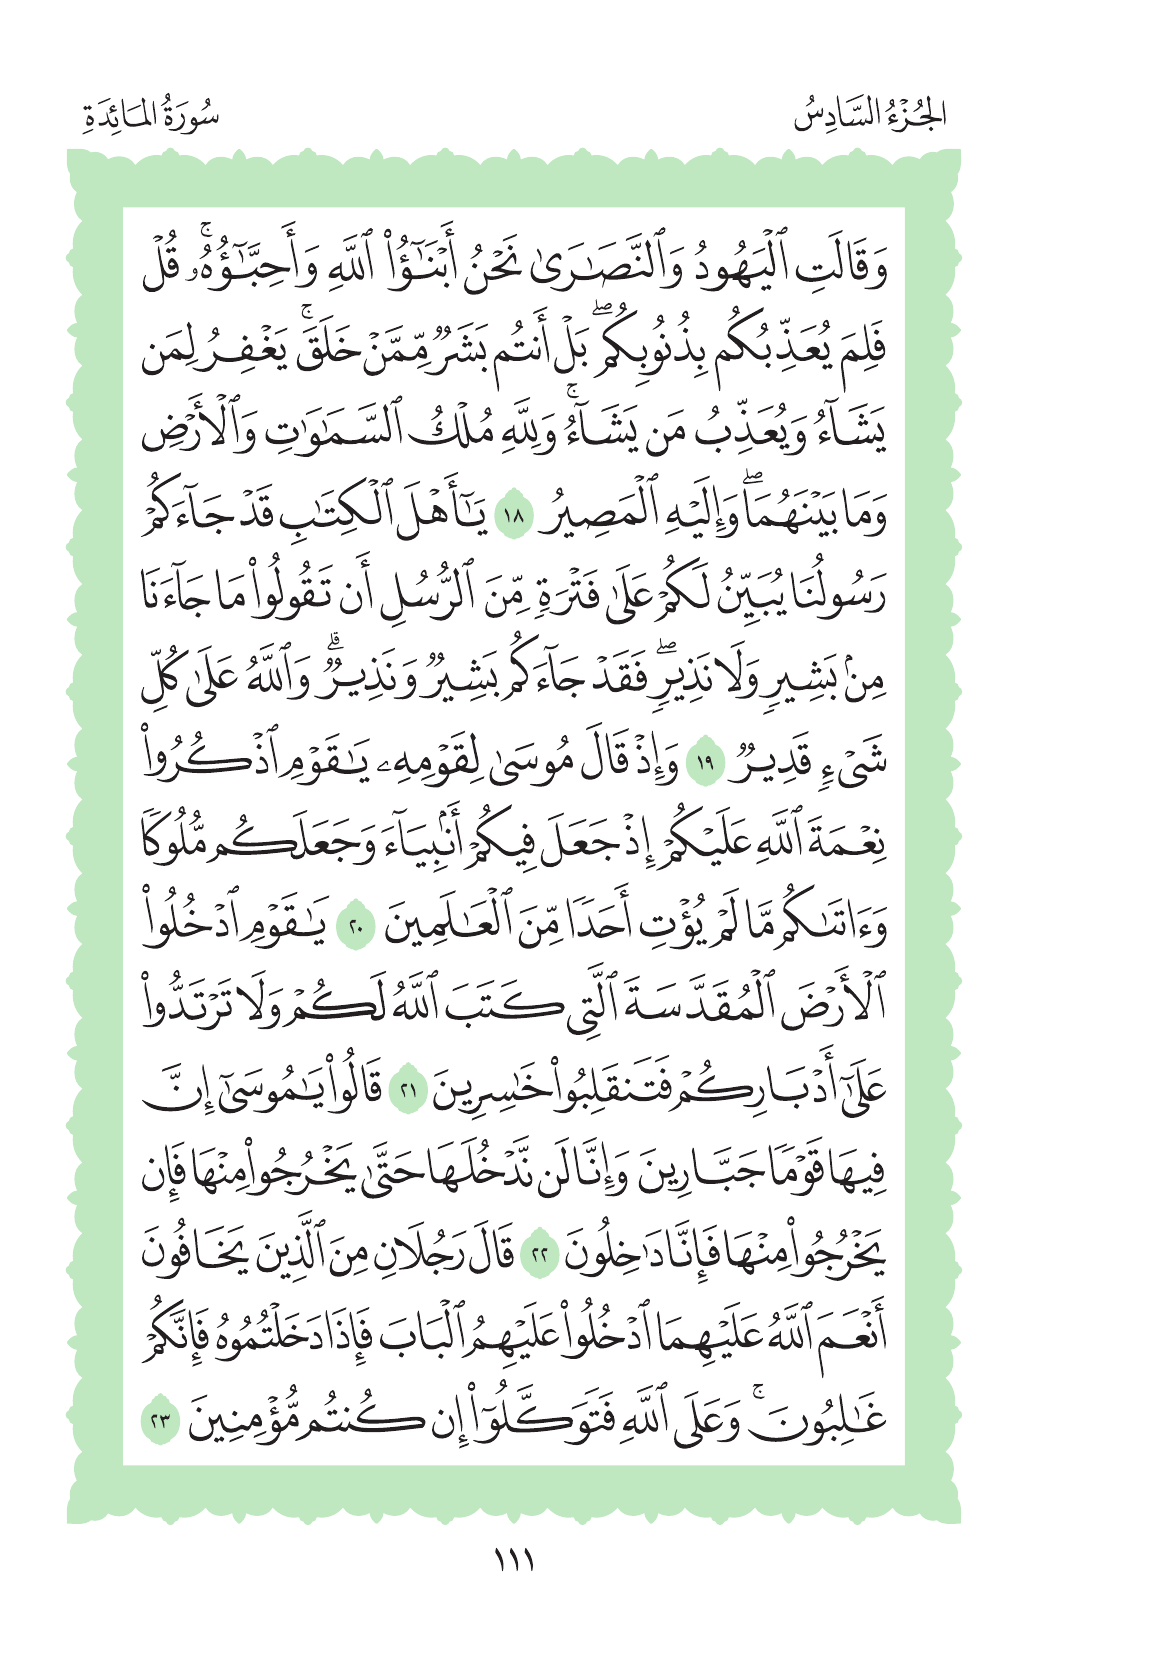 الجُزْءُ السَّادِسُ
سُورَةُ المَائِدَةِ
وَقَالَتِ ٱلْيَهُودُ وَٱلنَّصَٰرَىٰ نَحْنُ أَبْنَٰٓؤُا۟ ٱللَّهِ وَأَحِبَّٰٓؤُهُۥۚ قُلْ
فَلِمَ يُعَذِّبُكُم بِذُنُوبِكُمۖ بَلْ أَنتُم بَشَرٌ مِّمَّنْ خَلَقَۚ يَغْفِرُ لِمَن
يَشَآءُ وَيُعَذِّبُ مَن يَشَآءُۚ وَلِلَّهِ مُلْكُ ٱلسَّمَٰوَٰتِ وَٱلْأَرْضِ
وَمَا بَيْنَهُمَاۖ وَإِلَيْهِ ٱلْمَصِيرُ ١٨ يَٰٓأَهْلَ ٱلْكِتَٰبِ قَدْ جَآءَكُمْ
رَسُولُنَا يُبَيِّنُ لَكُمْ عَلَىٰ فَتْرَةٍ مِّنَ ٱلرُّسُلِ أَن تَقُولُوا۟ مَا جَآءَنَا
مِنۢ بَشِيرٍ وَلَا نَذِيرٍۖ فَقَدْ جَآءَكُم بَشِيرٌ وَنَذِيرٌۗ وَٱللَّهُ عَلَىٰ كُلِّ
شَىْءٍ قَدِيرٌ ١٩ وَإِذْ قَالَ مُوسَىٰ لِقَوْمِهِۦ يَٰقَوْمِ ٱذْكُرُوا۟
نِعْمَةَ ٱللَّهِ عَلَيْكُمْ إِذْ جَعَلَ فِيكُمْ أَنۢبِيَآءَ وَجَعَلَكُم مُّلُوكًا
وَءَاتَىٰكُم مَّا لَمْ يُؤْتِ أَحَدًا مِّنَ ٱلْعَٰلَمِينَ ٢٠ يَٰقَوْمِ ٱدْخُلُوا۟
ٱلْأَرْضَ ٱلْمُقَدَّسَةَ ٱلَّتِى كَتَبَ ٱللَّهُ لَكُمْ وَلَا تَرْتَدُّوا۟
عَلَىٰٓ أَدْبَارِكُمْ فَتَنقَلِبُوا۟ خَٰسِرِينَ ٢١ قَالُوا۟ يَٰمُوسَىٰٓ إِنَّ
فِيهَا قَوْمًا جَبَّارِينَ وَإِنَّا لَن نَّدْخُلَهَا حَتَّىٰ يَخْرُجُوا۟ مِنْهَا فَإِن
يَخْرُجُوا۟ مِنْهَا فَإِنَّا دَٰخِلُونَ ٢٢ قَالَ رَجُلَانِ مِنَ ٱلَّذِينَ يَخَافُونَ
أَنْعَمَ ٱللَّهُ عَلَيْهِمَا ٱدْخُلُوا۟ عَلَيْهِمُ ٱلْبَابَ فَإِذَا دَخَلْتُمُوهُ فَإِنَّكُمْ
غَٰلِبُونَۚ وَعَلَى ٱللَّهِ فَتَوَكَّلُوٓا۟ إِن كُنتُم مُّؤْمِنِينَ ٢٣
١١١